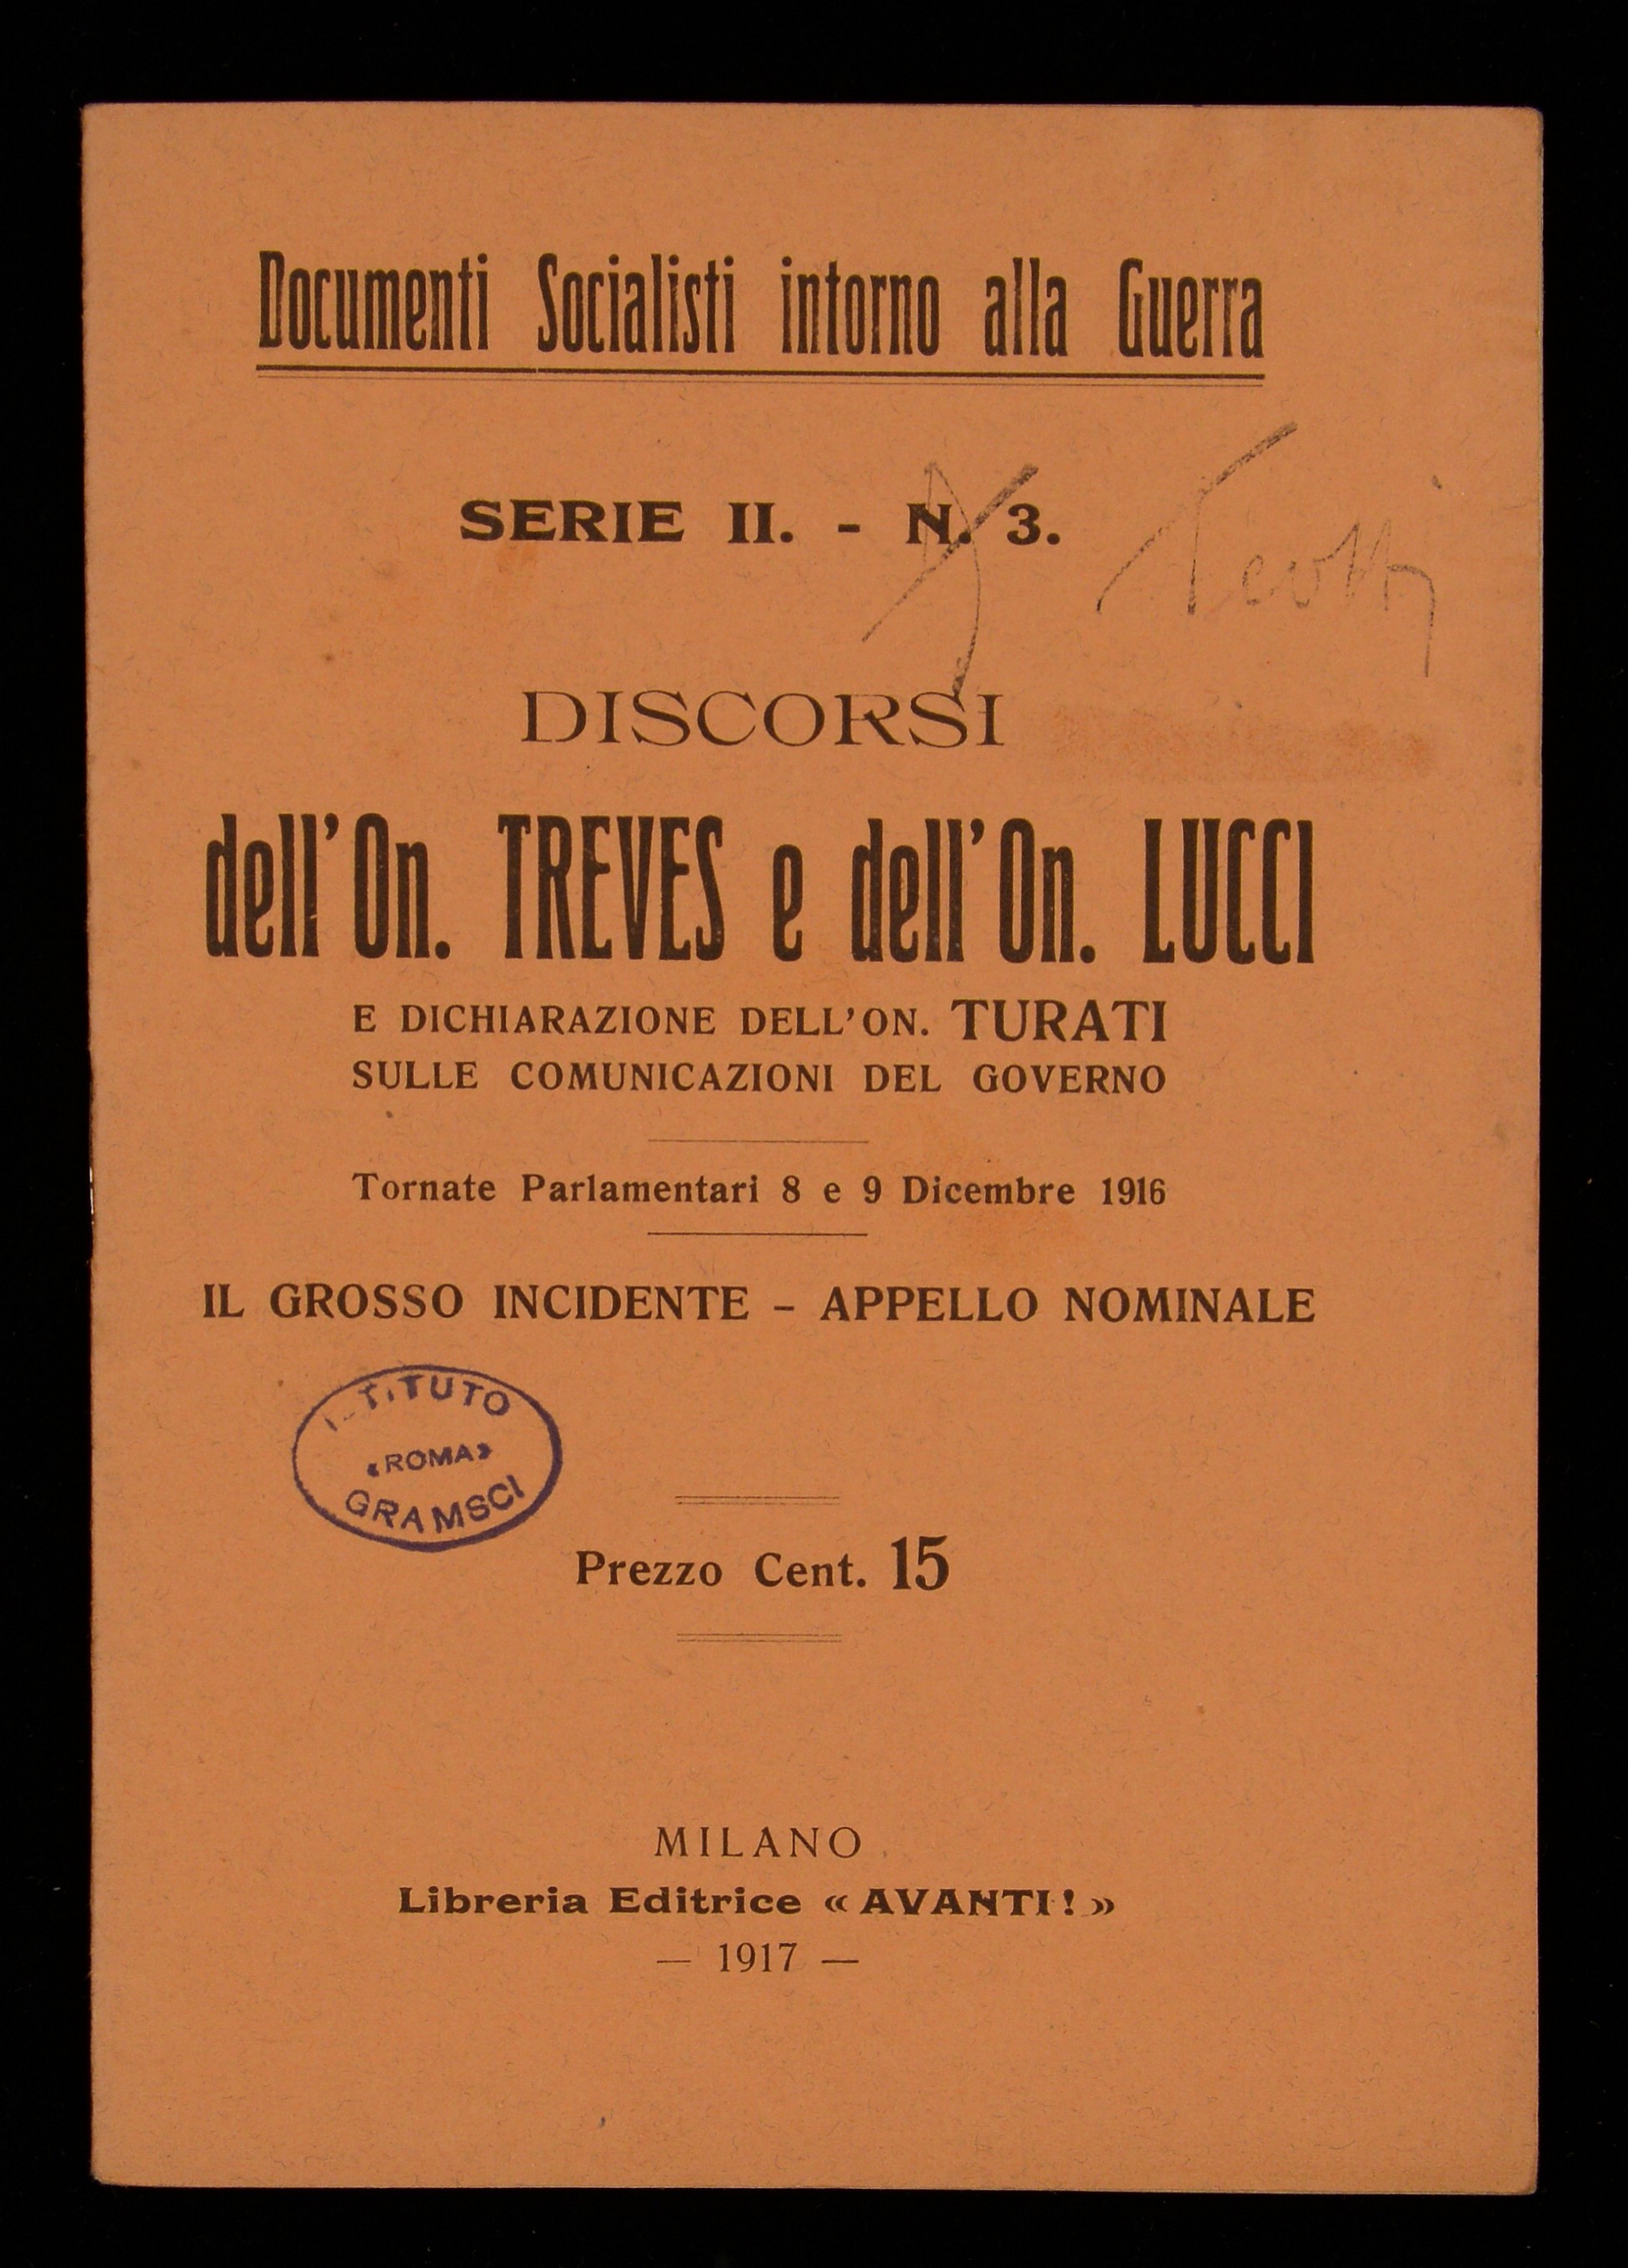 Documenti Socialisti intorno alla Guerra
SERIE II. - N. 3.
DISCORSI
dell'On. TREVES e dell'On. LUCCI
E DICHIARAZIONE DELL'ON. TURATI
SULLE COMUNICAZIONI DEL GOVERNO
Tornate Parlamentari 8 e 9 Dicembre 1916
IL GROSSO INCIDENTE - APPELLO NOMINALE
ISTITUTO
«ROMA»
GRAMSCI
Prezzo Cent. 15
MILANO
Libreria Editrice « AVANTI! »
— 1917 —